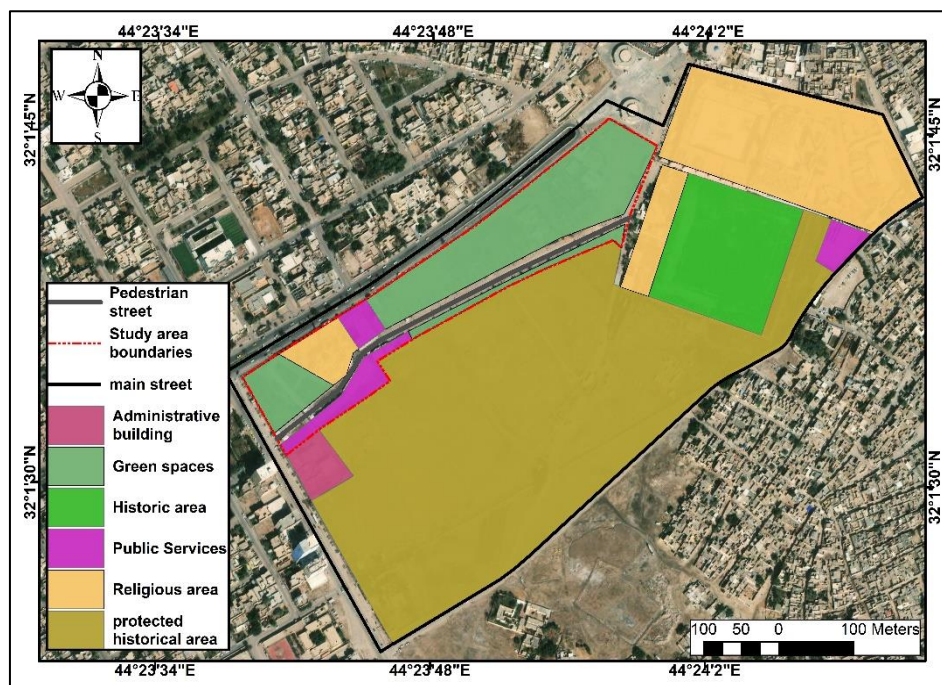 44°23'34"E 44°23'48"E 44°24'2"E
N
W E
S
32°1'45"N 32°1'45"N
Pedestrian
street
Study area
boundaries
main street
Administrative
building
Green spaces
Historic area
Public Services
Religious area
protected
historical area
32°1'30"N 32°1'30"N
100 50 0 100 Meters
44°23'34"E 44°23'48"E 44°24'2"E